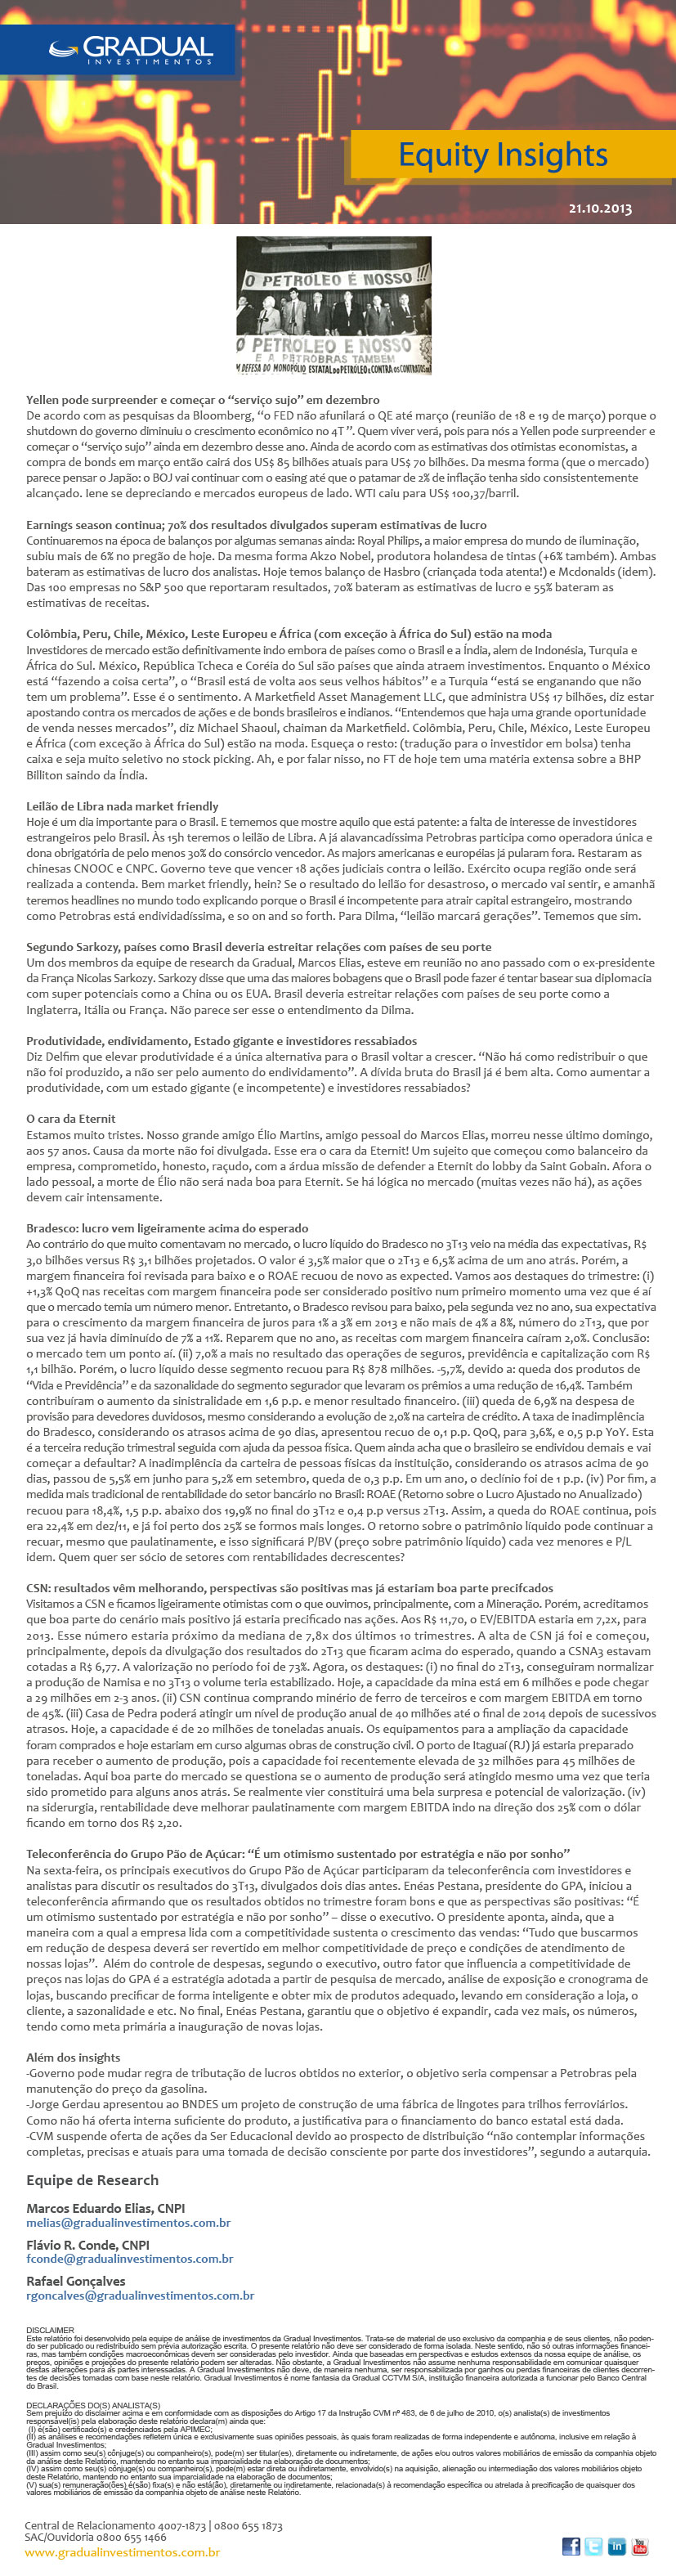 GRADUAL
INVESTIMENTOS
Equity Insights
21.10.2013
O PETROLEO É NOSSO!!!
O PETROLEO E NOSSO
E A PETROBRAS TAMBEM
DEFESA DO MONOPÓLIO ESTATAL DO PETROLEO E CONTRA OS CONTRATOS
Yellen pode surpreender e começar o “serviço sujo” em dezembro
De acordo com as pesquisas da Bloomberg, “o FED não afunilará o QE até março (reunião de 18 e 19 de março) porque o
shutdown do governo diminuiu o crescimento econômico no 4T”. Quem viver verá, pois para nós a Yellen pode surpreender e
começar o “serviço sujo” ainda em dezembro desse ano. Ainda de acordo com as estimativas dos otimistas economistas, a
compra de bonds em março então cairá dos US$ 85 bilhões atuais para US$ 70 bilhões. Da mesma forma (que o mercado)
parece pensar o Japão: o BOJ vai continuar com o easing até que o patamar de 2% de inflação tenha sido consistentemente
alcançado. Iene se depreciando e mercados europeus de lado. WTI caiu para US$ 100,37/barril.
Earnings season continua; 70% dos resultados divulgados superam estimativas de lucro
Continuaremos na época de balanços por algumas semanas ainda: Royal Philips, a maior empresa do mundo de iluminação,
subiu mais de 6% no pregão de hoje. Da mesma forma Akzo Nobel, produtora holandesa de tintas (+6% também). Ambas
bateram as estimativas de lucro dos analistas. Hoje temos balanço de Hasbro (criançada toda atenta!) e Mcdonalds (idem).
Das 100 empresas no S&P 500 que reportaram resultados, 70% bateram as estimativas de lucro e 55% bateram as
estimativas de receitas.
Colômbia, Peru, Chile, México, Leste Europeu e África (com exceção à África do Sul) estão na moda
Investidores de mercado estão definitivamente indo embora de países como o Brasil e a Índia, alem de Indonésia, Turquia e
África do Sul. México, República Tcheca e Coréia do Sul são países que ainda atraem investimentos. Enquanto o México
está “fazendo a coisa certa”, o “Brasil está de volta aos seus velhos hábitos” e a Turquia “está se enganando que não
tem um problema”. Esse é o sentimento. A Marketfield Asset Management LLC, que administra US$ 17 bilhões, diz estar
apostando contra os mercados de ações e de bonds brasileiros e indianos. “Entendemos que haja uma grande oportunidade
de venda nesses mercados”, diz Michael Shaoul, chaiman da Marketfield. Colômbia, Peru, Chile, México, Leste Europeu
e África (com exceção à África do Sul) estão na moda. Esqueça o resto: (tradução para o investidor em bolsa) tenha
caixa e seja muito seletivo no stock picking. Ah, e por falar nisso, no FT de hoje tem uma matéria extensa sobre a BHP
Billiton saindo da Índia.
Leilão de Libra nada market friendly
Hoje é um dia importante para o Brasil. E tememos que mostre aquilo que está patente: a falta de interesse de investidores
estrangeiros pelo Brasil. Às 15h teremos o leilão de Libra. A já alavancadíssima Petrobras participa como operadora única e
dona obrigatória de pelo menos 30% do consórcio vencedor. As majors americanas e européias já pularam fora. Restaram as
chinesas CNOOC e CNPC. Governo teve que vencer 18 ações judiciais contra o leilão. Exército ocupa região onde será
realizada a contenda. Bem market friendly, hein? Se o resultado do leilão for desastroso, o mercado vai sentir, e amanhã
teremos headlines no mundo todo explicando porque o Brasil é incompetente para atrair capital estrangeiro, mostrando
como Petrobras está endividadíssima, e so on and so forth. Para Dilma, “leilão marcará gerações”. Tememos que sim.
Segundo Sarkozy, países como Brasil deveria estreitar relações com países de seu porte
Um dos membros da equipe de research da Gradual, Marcos Elias, esteve em reunião no ano passado com o ex-presidente
da França Nicolas Sarkozy. Sarkozy disse que uma das maiores bobagens que o Brasil pode fazer é tentar basear sua diplomacia
com super potenciais como a China ou os EUA. Brasil deveria estreitar relações com países de seu porte como a
Inglaterra, Itália ou França. Não parece ser esse o entendimento da Dilma.
Produtividade, endividamento, Estado gigante e investidores ressabiados
Diz Delfim que elevar produtividade é a única alternativa para o Brasil voltar a crescer. “Não há como redistribuir o que
não foi produzido, a não ser pelo aumento do endividamento”. A dívida bruta do Brasil já é bem alta. Como aumentar a
produtividade, com um estado gigante (e incompetente) e investidores ressabiados?
O cara da Eternit
Estamos muito tristes. Nosso grande amigo Élio Martins, amigo pessoal do Marcos Elias, morreu nesse último domingo,
aos 57 anos. Causa da morte não foi divulgada. Esse era o cara da Eternit! Um sujeito que começou como balanceiro da
empresa, comprometido, honesto, raçudo, com a árdua missão de defender a Eternit do lobby da Saint Gobain. Afora o
lado pessoal, a morte de Élio não será nada boa para Eternit. Se há lógica no mercado (muitas vezes não há), as ações
devem cair intensamente.
Bradesco: lucro vem ligeiramente acima do esperado
Ao contrário do que muito comentavam no mercado, o lucro líquido do Bradesco no 3T13 veio na média das expectativas, R$
3,0 bilhões versus R$ 3,1 bilhões projetados. O valor é 3,5% maior que o 2T13 e 6,5% acima de um ano atrás. Porém, a
margem financeira foi revisada para baixo e o ROAE recuou de novo as expected. Vamos aos destaques do trimestre: (i)
+1,3% QoQ nas receitas com margem financeira pode ser considerado positivo num primeiro momento uma vez que é aí
que o mercado temia um número menor. Entretanto, o Bradesco revisou para baixo, pela segunda vez no ano, sua expectativa
para o crescimento da margem financeira de juros para 1% a 3% em 2013 e não mais de 4% a 8%, número do 2T13, que por
sua vez já havia diminuído de 7% a 11%. Reparem que no ano, as receitas com margem financeira caíram 2,0%. Conclusão:
o mercado tem um ponto aí. (ii) 7,0% a mais no resultado das operações de seguros, previdência e capitalização com R$
1,1 bilhão. Porém, o lucro líquido desse segmento recuou para R$ 878 milhões. -5,7%, devido a: queda dos produtos de
“Vida e Previdência” e da sazonalidade do segmento segurador que levaram os prêmios a uma redução de 16,4%. Também
contribuíram o aumento da sinistralidade em 1,6 p.p. e menor resultado financeiro. (iii) queda de 6,9% na despesa de
provisão para devedores duvidosos, mesmo considerando a evolução de 2,0% na carteira de crédito. A taxa de inadimplência
do Bradesco, considerando os atrasos acima de 90 dias, apresentou recuo de 0,1 p.p. QoQ, para 3,6%, e 0,5 p.p YoY. Esta
é a terceira redução trimestral seguida com ajuda da pessoa física. Quem ainda acha que o brasileiro se endividou demais e vai
começar a defaultar? A inadimplência da carteira de pessoas físicas da instituição, considerando os atrasos acima de 90
dias, passou de 5,5% em junho para 5,2% em setembro, queda de 0,3 p.p. Em um ano, o declínio foi de 1 p.p. (iv) Por fim, a
medida mais tradicional de rentabilidade do setor bancário no Brasil: ROAE (Retorno sobre o Lucro Ajustado no Anualizado)
recuou para 18,4%, 1,5 p.p. abaixo dos 19,9% no final do 3T12 e 0,4 p.p versus 2T13. Assim, a queda do ROAE continua, pois
era 22,4% em dez/11, e já foi perto dos 25% se formos mais longes. O retorno sobre o patrimônio líquido pode continuar a
recuar, mesmo que paulatinamente, e isso significará P/BV (preço sobre patrimônio líquido) cada vez menores e P/L
idem. Quem quer ser sócio de setores com rentabilidades decrescentes?
CSN: resultados vêm melhorando, perspectivas são positivas mas já estariam boa parte precifcados
Visitamos a CSN e ficamos ligeiramente otimistas com o que ouvimos, principalmente, com a Mineração. Porém, acreditamos
que boa parte do cenário mais positivo já estaria precificado nas ações. Aos R$ 11,70, o EV/EBITDA estaria em 7,2x, para
2013. Esse número estaria próximo da mediana de 7,8x dos últimos 10 trimestres. A alta de CSN já foi e começou,
principalmente, depois da divulgação dos resultados do 2T13 que ficaram acima do esperado, quando a CSNA3 estavam
cotadas a R$ 6,77. A valorização no período foi de 73%. Agora, os destaques: (i) no final do 2T13, conseguiram normalizar
a produção de Namisa e no 3T13 o volume teria estabilizado. Hoje, a capacidade da mina está em 6 milhões e pode chegar
a 29 milhões em 2-3 anos. (ii) CSN continua comprando minério de ferro de terceiros e com margem EBITDA em torno
de 45%. (iii) Casa de Pedra poderá atingir um nível de produção anual de 40 milhões até o final de 2014 depois de sucessivos
atrasos. Hoje, a capacidade é de 20 milhões de toneladas anuais. Os equipamentos para a ampliação da capacidade
foram comprados e hoje estariam em curso algumas obras de construção civil. O porto de Itaguaí (RJ) já estaria preparado
para receber o aumento de produção, pois a capacidade foi recentemente elevada de 32 milhões para 45 milhões de
toneladas. Aqui boa parte do mercado se questiona se o aumento de produção será atingido mesmo uma vez que teria
sido prometido para alguns anos atrás. Se realmente vier constituirá uma bela surpresa e potencial de valorização. (iv)
na siderurgia, rentabilidade deve melhorar paulatinamente com margem EBITDA indo na direção dos 25% com o dólar
ficando em torno dos R$ 2,20.
Teleconferência do Grupo Pão de Açúcar: “É um otimismo sustentado por estratégia e não por sonho”
Na sexta-feira, os principais executivos do Grupo Pão de Açúcar participaram da teleconferência com investidores e
analistas para discutir os resultados do 3T13, divulgados dois dias antes. Enéas Pestana, presidente do GPA, iniciou a
teleconferência afirmando que os resultados obtidos no trimestre foram bons e que as perspectivas são positivas: “É
um otimismo sustentado por estratégia e não por sonho” – disse o executivo. O presidente aponta, ainda, que a
maneira com a qual a empresa lida com a competitividade sustenta o crescimento das vendas: “Tudo que buscarmos
em redução de despesa deverá ser revertido em melhor competitividade de preço e condições de atendimento de
nossas lojas”. Além do controle de despesas, segundo o executivo, outro fator que influencia a competitividade de
preços nas lojas do GPA é a estratégia adotada a partir de pesquisa de mercado, análise de exposição e cronograma de
lojas, buscando precificar de forma inteligente e obter mix de produtos adequado, levando em consideração a loja, o
cliente, a sazonalidade e etc. No final, Enéas Pestana, garantiu que o objetivo é expandir, cada vez mais, os números,
tendo como meta primária a inauguração de novas lojas.
Além dos insights
-Governo pode mudar regra de tributação de lucros obtidos no exterior, o objetivo seria compensar a Petrobras pela
manutenção do preço da gasolina.
-Jorge Gerdau apresentou ao BNDES um projeto de construção de uma fábrica de lingotes para trilhos ferroviários.
Como não há oferta interna suficiente do produto, a justificativa para o financiamento do banco estatal está dada.
-CVM suspende oferta de ações da Ser Educacional devido ao prospecto de distribuição “não contemplar informações
completas, precisas e atuais para uma tomada de decisão consciente por parte dos investidores”, segundo a autarquia.
Equipe de Research
Marcos Eduardo Elias, CNPI
melias@gradualinvestimentos.com.br
Flávio R. Conde, CNPI
fconde@gradualinvestimentos.com.br
Rafael Gonçalves
rgoncalves@gradualinvestimentos.com.br
DISCLAIMER
Este relatório foi desenvolvido pela equipe de análise de investimentos da Gradual Investimentos. Trata-se de material de uso exclusivo da companhia e de seus clientes, não poden-
do ser publicado ou redistribuído sem prévia autorização escrita. O presente relatório não deve ser considerado de forma isolada. Neste sentido, não só outras informações financei-
ras, mas também condições macroeconômicas devem ser consideradas pelo investidor. Ainda que baseadas em perspectivas e estudos extensos da nossa equipe de análise, os
preços, opiniões e projeções do presente relatório podem ser alteradas. Não obstante, a Gradual Investimentos não assume nenhuma responsabilidade em comunicar quaisquer
destas alterações para as partes interessadas. A Gradual Investimentos não deve, de maneira nenhuma, ser responsabilizada por ganhos ou perdas financeiras de clientes decorren-
tes de decisões tomadas com base neste relatório. Gradual Investimentos é nome fantasia da Gradual CCTVM S/A, instituição financeira autorizada a funcionar pelo Banco Central
do Brasil.
DECLARAÇÕES DO(S) ANALISTA(S)
Sem prejuízo do disclaimer acima e em conformidade com as disposições do Artigo 17 da Instrução CVM nº 483, de 6 de julho de 2010, o(s) analista(s) de investimentos
responsável(is) pela elaboração deste relatório declara(m) ainda que:
(I) é(são) certificado(s) e credenciados pela APIMEC;
(II) as análises e recomendações refletem única e exclusivamente suas opiniões pessoais, às quais foram realizadas de forma independente e autônoma, inclusive em relação à
Gradual Investimentos;
(III) assim como seu(s) cônjuge(s) ou companheiro(s), pode(m) ser titular(es), diretamente ou indiretamente, de ações e/ou outros valores mobiliários de emissão da companhia objeto
da análise deste Relatório, mantendo no entanto sua imparcialidade na elaboração de documentos;
(IV) assim como seu(s) cônjuge(s) ou companheiro(s), pode(m) estar direta ou indiretamente, envolvido(s) na aquisição, alienação ou intermediação dos valores mobiliários objeto
deste Relatório, mantendo no entanto sua imparcialidade na elaboração de documentos;
(V) sua(s) remuneração(ões) é(são) fixa(s) e não está(ão), diretamente ou indiretamente, relacionada(s) à recomendação específica ou atrelada à precificação de quaisquer dos
valores mobiliários de emissão da companhia objeto de análise neste Relatório.
Central de Relacionamento 4007-1873 | 0800 655 1873
SAC/Ouvidoria 0800 655 1466
www.gradualinvestimentos.com.br
f
in
You Tube